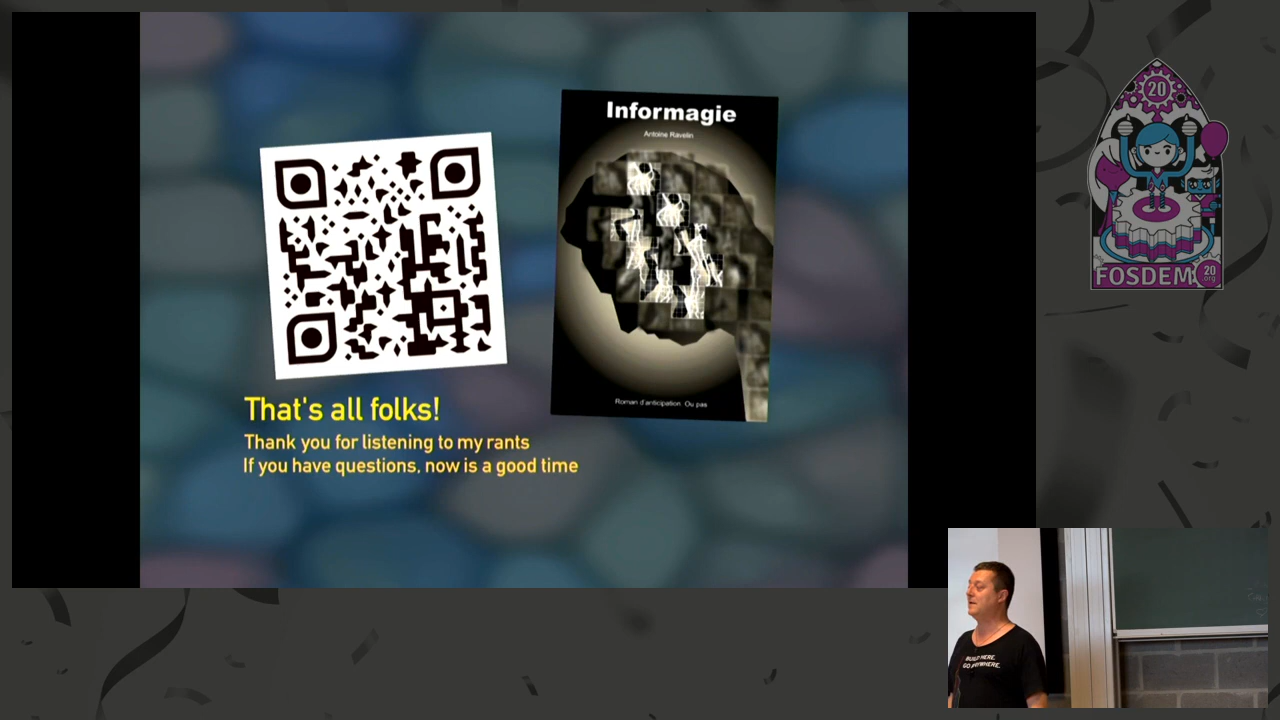 Informagie
Antoine Ravelin
Roman d'anticipation. Ou pas
That's all folks!
Thank you for listening to my rants
If you have questions, now is a good time
20
FOSDEM
20
.org
BUILD HERE.
GO ANYWHERE.